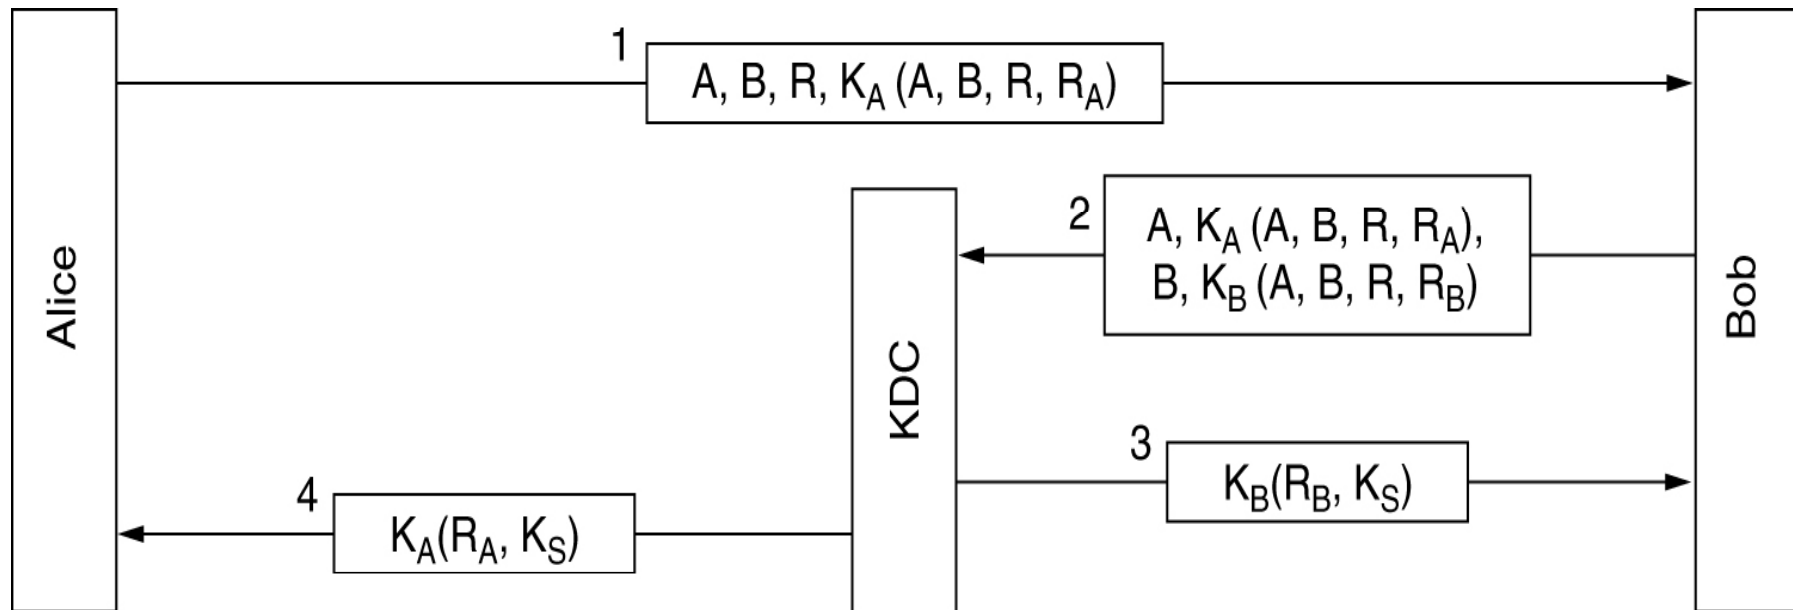 1
A, B, R, K_A (A, B, R, R_A)
2
A, K_A (A, B, R, R_A),
B, K_B (A, B, R, R_B)
Alice
KDC
Bob
3
K_B(R_B, K_S)
4
K_A(R_A, K_S)